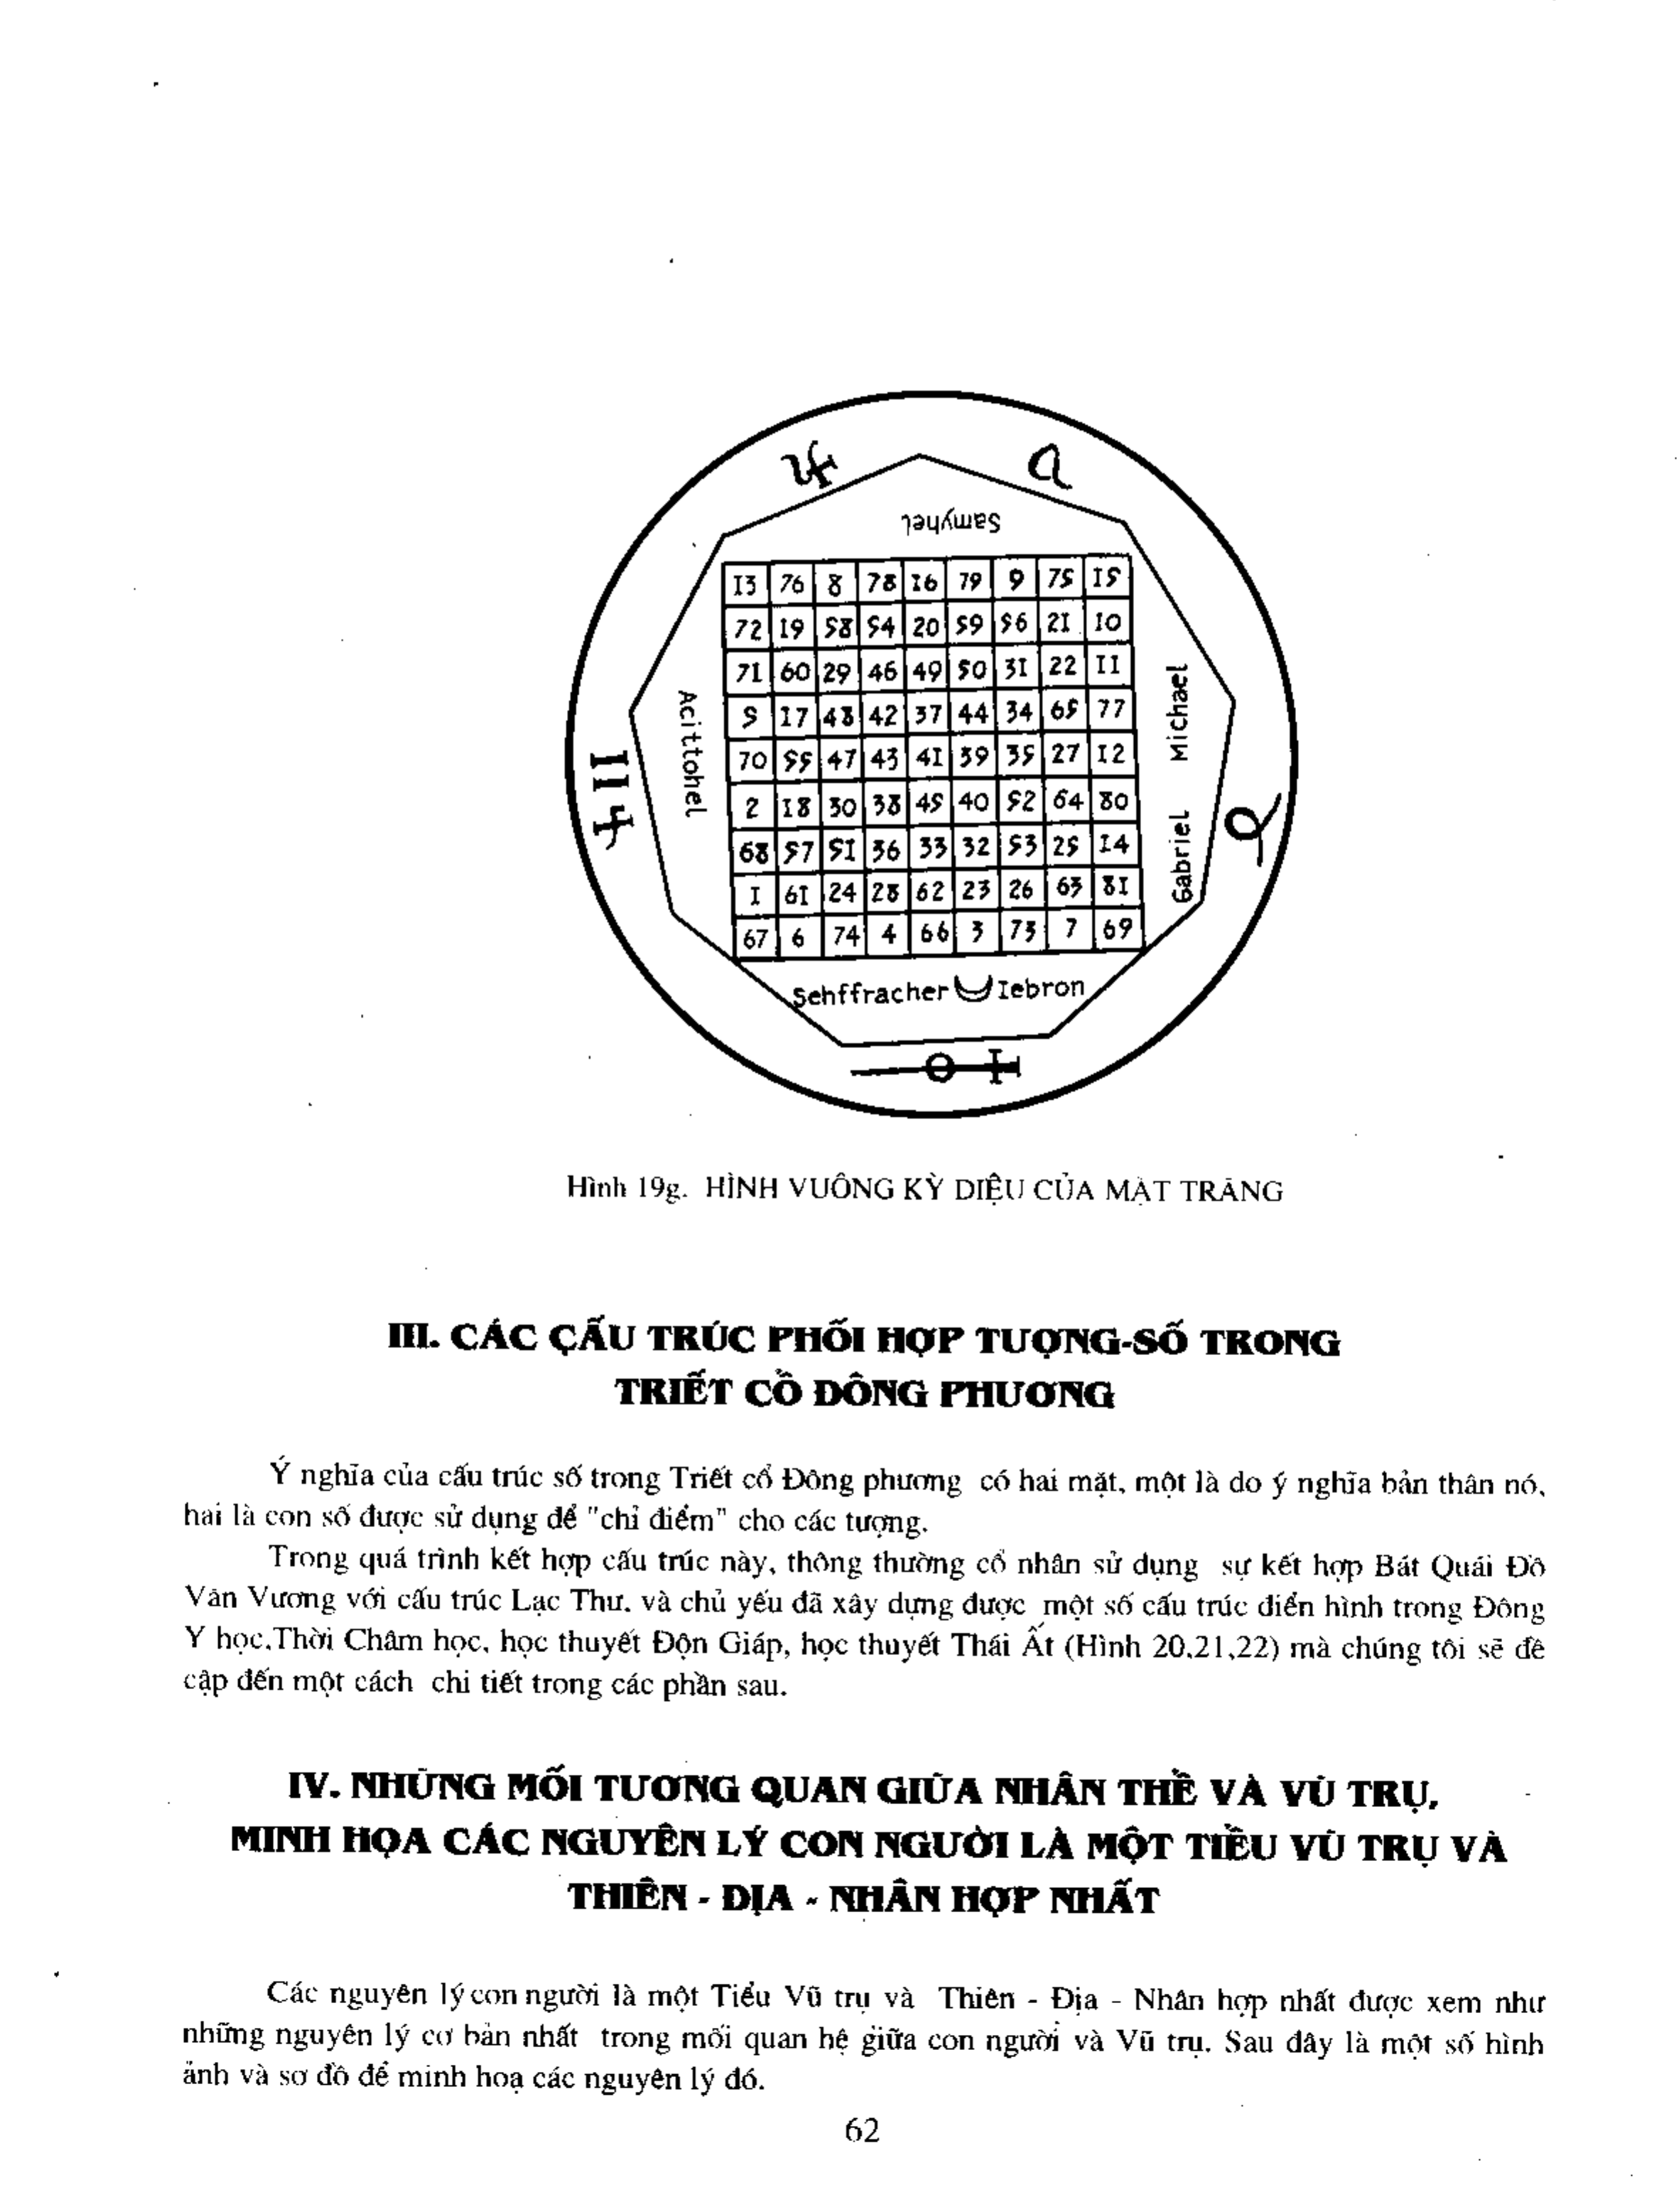 Samyhel
13 76 8 78 16 79 9 75 15
72 19 58 54 20 59 56 21 10
71 60 29 46 49 50 31 22 11
5 17 48 42 37 44 34 65 77
70 55 47 43 41 39 35 27 12
2 18 30 38 45 40 52 64 80
68 57 51 36 33 32 53 25 14
1 61 24 28 62 23 26 63 81
67 6 74 4 66 3 73 7 69
Acittohel
Michael
Gabriel
Sehffracher Iebron
Hình 19g. HÌNH VUÔNG KỲ DIỆU CỦA MẶT TRĂNG
III. CÁC CẤU TRÚC PHỐI HỢP TƯỢNG-SỐ TRONG
TRIẾT CỔ ĐÔNG PHƯƠNG
Ý nghĩa của cấu trúc số trong Triết cổ Đông phương có hai mặt, một là do ý nghĩa bản thân nó,
hai là con số được sử dụng để "chỉ điểm" cho các tượng.
Trong quá trình kết hợp cấu trúc này, thông thường cổ nhân sử dụng sự kết hợp Bát Quái Đồ
Văn Vương với cấu trúc Lạc Thư. và chủ yếu đã xây dựng được một số cấu trúc điển hình trong Đông
Y học,Thời Châm học, học thuyết Độn Giáp, học thuyết Thái Ất (Hình 20,21,22) mà chúng tôi sẽ đề
cập đến một cách chi tiết trong các phần sau.
IV. NHỮNG MỐI TƯƠNG QUAN GIỮA NHÂN THỂ VÀ VŨ TRỤ,
MINH HỌA CÁC NGUYÊN LÝ CON NGƯỜI LÀ MỘT TIỂU VŨ TRỤ VÀ
THIÊN - ĐỊA - NHÂN HỢP NHẤT
Các nguyên lý con người là một Tiểu Vũ trụ và Thiên - Địa - Nhân hợp nhất được xem như
những nguyên lý cơ bản nhất trong mối quan hệ giữa con người và Vũ trụ. Sau đây là một số hình
ảnh và sơ đồ để minh hoạ các nguyên lý đó.
62